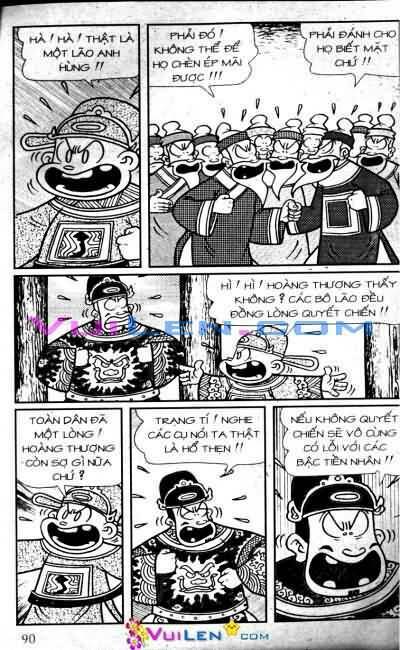 HÀ! HÀ! THẬT LÀ
MỘT LÃO ANH
HÙNG!!
PHẢI ĐÓ!
KHÔNG THỂ ĐỂ
HỌ CHÈN ÉP MÃI
ĐƯỢC!!!
PHẢI ĐÁNH CHO
HỌ BIẾT MẶT
CHỨ!!
HÌ! HÌ! HOÀNG THƯỢNG THẤY
KHÔNG? CÁC BÔ LÃO ĐỀU
ĐỒNG LÒNG QUYẾT CHIẾN!!
VUILEN.COM
TOÀN DÂN ĐÃ
MỘT LÒNG!
HOÀNG THƯỢNG
CÒN SỢ GÌ NỮA
CHỨ?
TRẠNG TÍ! NGHE
CÁC CỤ NÓI TA THẬT
LÀ HỔ THẸN!!
NẾU KHÔNG QUYẾT
CHIẾN SẼ VÔ CÙNG
CÓ LỖI VỚI CÁC
BẬC TIỀN NHÂN!!
90
VUILEN.COM